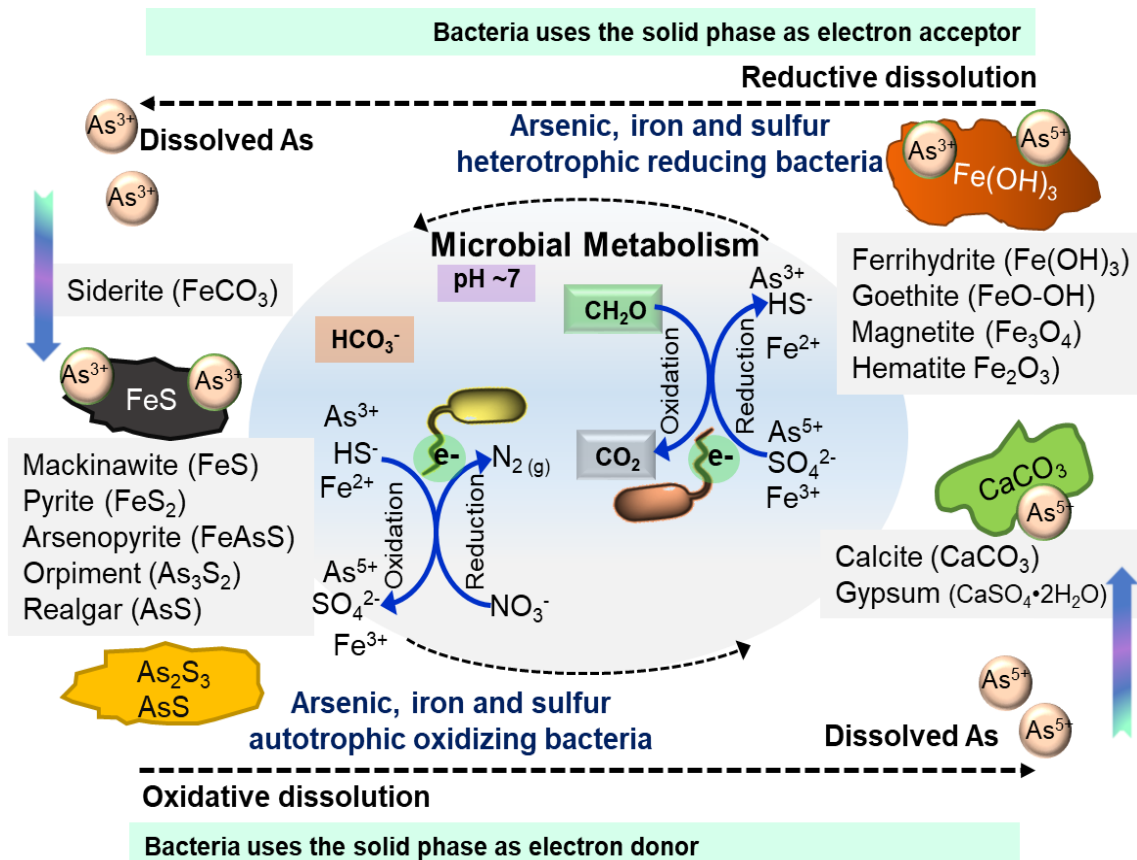 Bacteria uses the solid phase as electron acceptor
Reductive dissolution
As³⁺
Dissolved As
As³⁺
Arsenic, iron and sulfur
heterotrophic reducing bacteria
As³⁺
As⁵⁺
Fe(OH)₃
Siderite (FeCO₃)
Microbial Metabolism
pH ~7
HCO₃⁻
CH₂O
As³⁺
HS⁻
Fe²⁺
Oxidation
Reduction
CO₂
e-
As⁵⁺
SO₄²⁻
Fe³⁺
Ferrihydrite (Fe(OH)₃)
Goethite (FeO-OH)
Magnetite (Fe₃O₄)
Hematite Fe₂O₃)
As³⁺
As³⁺
FeS
Mackinawite (FeS)
Pyrite (FeS₂)
Arsenopyrite (FeAsS)
Orpiment (As₃S₂)
Realgar (AsS)
As³⁺
HS⁻
Fe²⁺
e-
N₂ (g)
Oxidation
Reduction
As⁵⁺
SO₄²⁻
Fe³⁺
NO₃⁻
CaCO₃
As⁵⁺
Calcite (CaCO₃)
Gypsum (CaSO₄•2H₂O)
As₂S₃
AsS
Arsenic, iron and sulfur
autotrophic oxidizing bacteria
As⁵⁺
As⁵⁺
Dissolved As
Oxidative dissolution
Bacteria uses the solid phase as electron donor